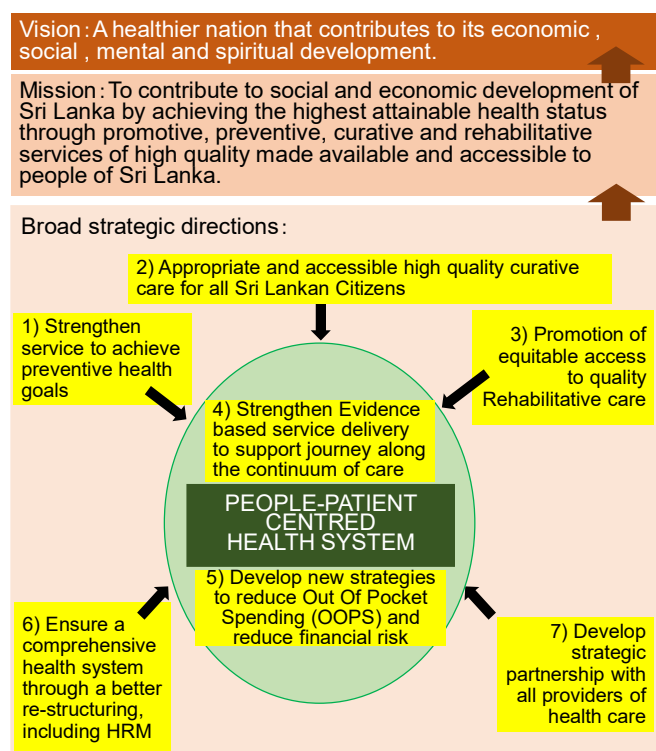 Vision: A healthier nation that contributes to its economic ,
social , mental and spiritual development.
Mission: To contribute to social and economic development of
Sri Lanka by achieving the highest attainable health status
through promotive, preventive, curative and rehabilitative
services of high quality made available and accessible to
people of Sri Lanka.
Broad strategic directions:
2) Appropriate and accessible high quality curative
care for all Sri Lankan Citizens
1) Strengthen
service to achieve
preventive health
goals
3) Promotion of
equitable access
to quality
Rehabilitative care
4) Strengthen Evidence
based service delivery
to support journey along
the continuum of care
PEOPLE-PATIENT
CENTRED
HEALTH SYSTEM
5) Develop new strategies
to reduce Out Of Pocket
Spending (OOPS) and
reduce financial risk
6) Ensure a
comprehensive
health system
through a better
re-structuring,
including HRM
7) Develop
strategic
partnership with
all providers of
health care